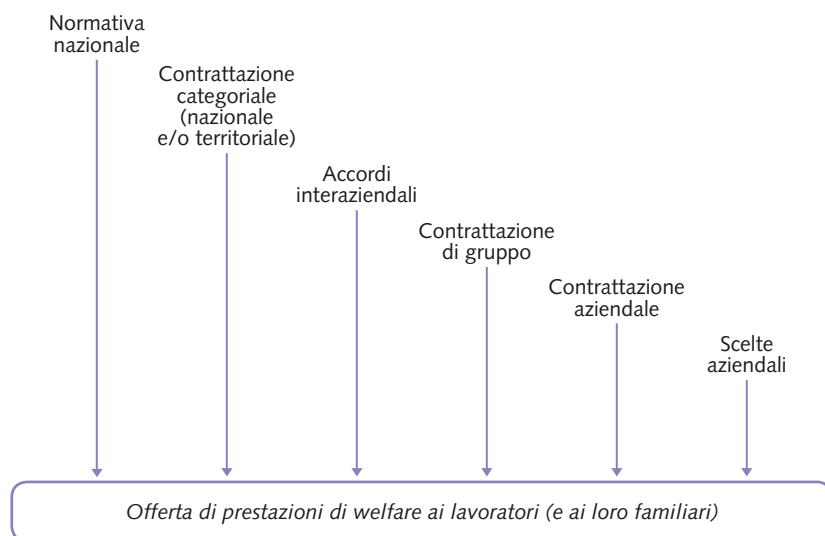 Normativa
nazionale
Contrattazione
categoriale
(nazionale
e/o territoriale)
Accordi
interaziendali
Contrattazione
di gruppo
Contrattazione
aziendale
Scelte
aziendali
Offerta di prestazioni di welfare ai lavoratori (e ai loro familiari)